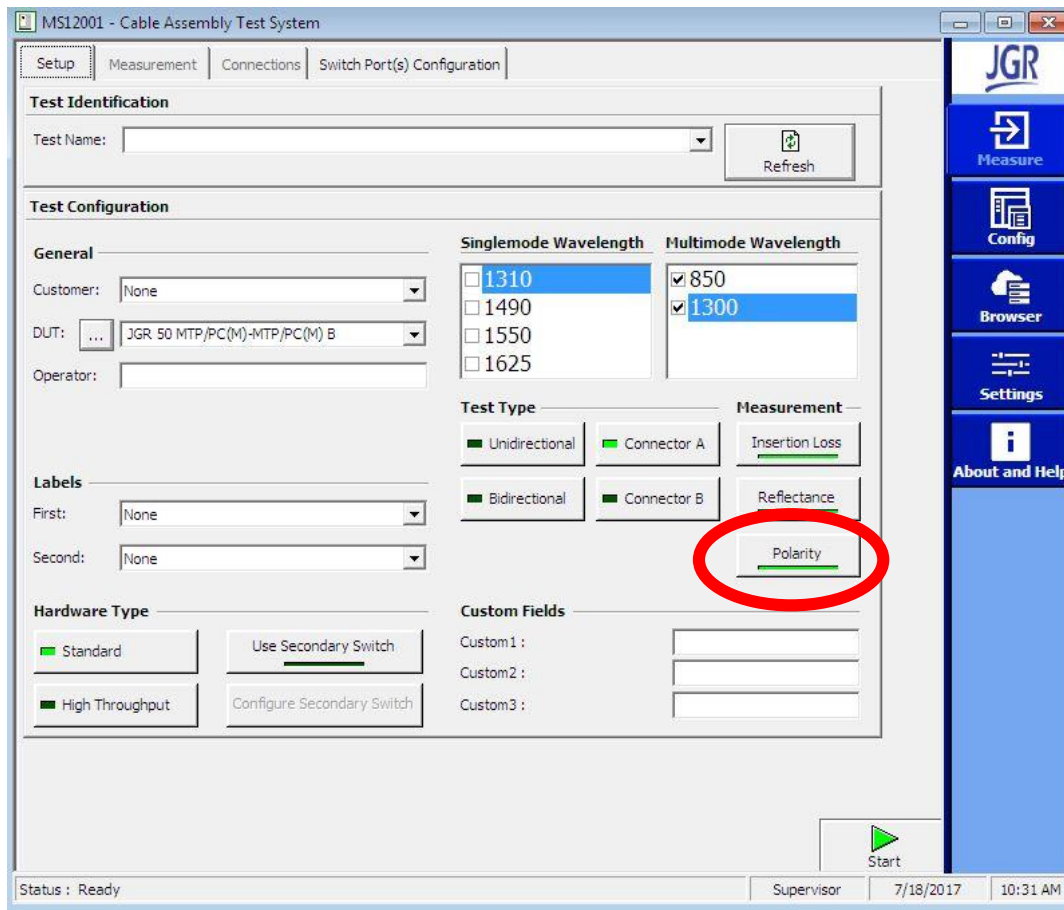 MS12001 - Cable Assembly Test System
Setup Measurement Connections Switch Port(s) Configuration
Test Identification
Test Name:
Refresh
Test Configuration
General
Customer: None
DUT: ... JGR 50 MTP/PC(M)-MTP/PC(M) B
Operator:
Singlemode Wavelength Multimode Wavelength
1310 850
1490 1300
1550
1625
Test Type Measurement
Unidirectional Connector A Insertion Loss
Bidirectional Connector B Reflectance
Polarity
Labels
First: None
Second: None
Hardware Type
Standard Use Secondary Switch
High Throughput Configure Secondary Switch
Custom Fields
Custom1 :
Custom2 :
Custom3 :
Start
JGR
Measure
Config
Browser
Settings
About and Help
Status : Ready Supervisor 7/18/2017 10:31 AM